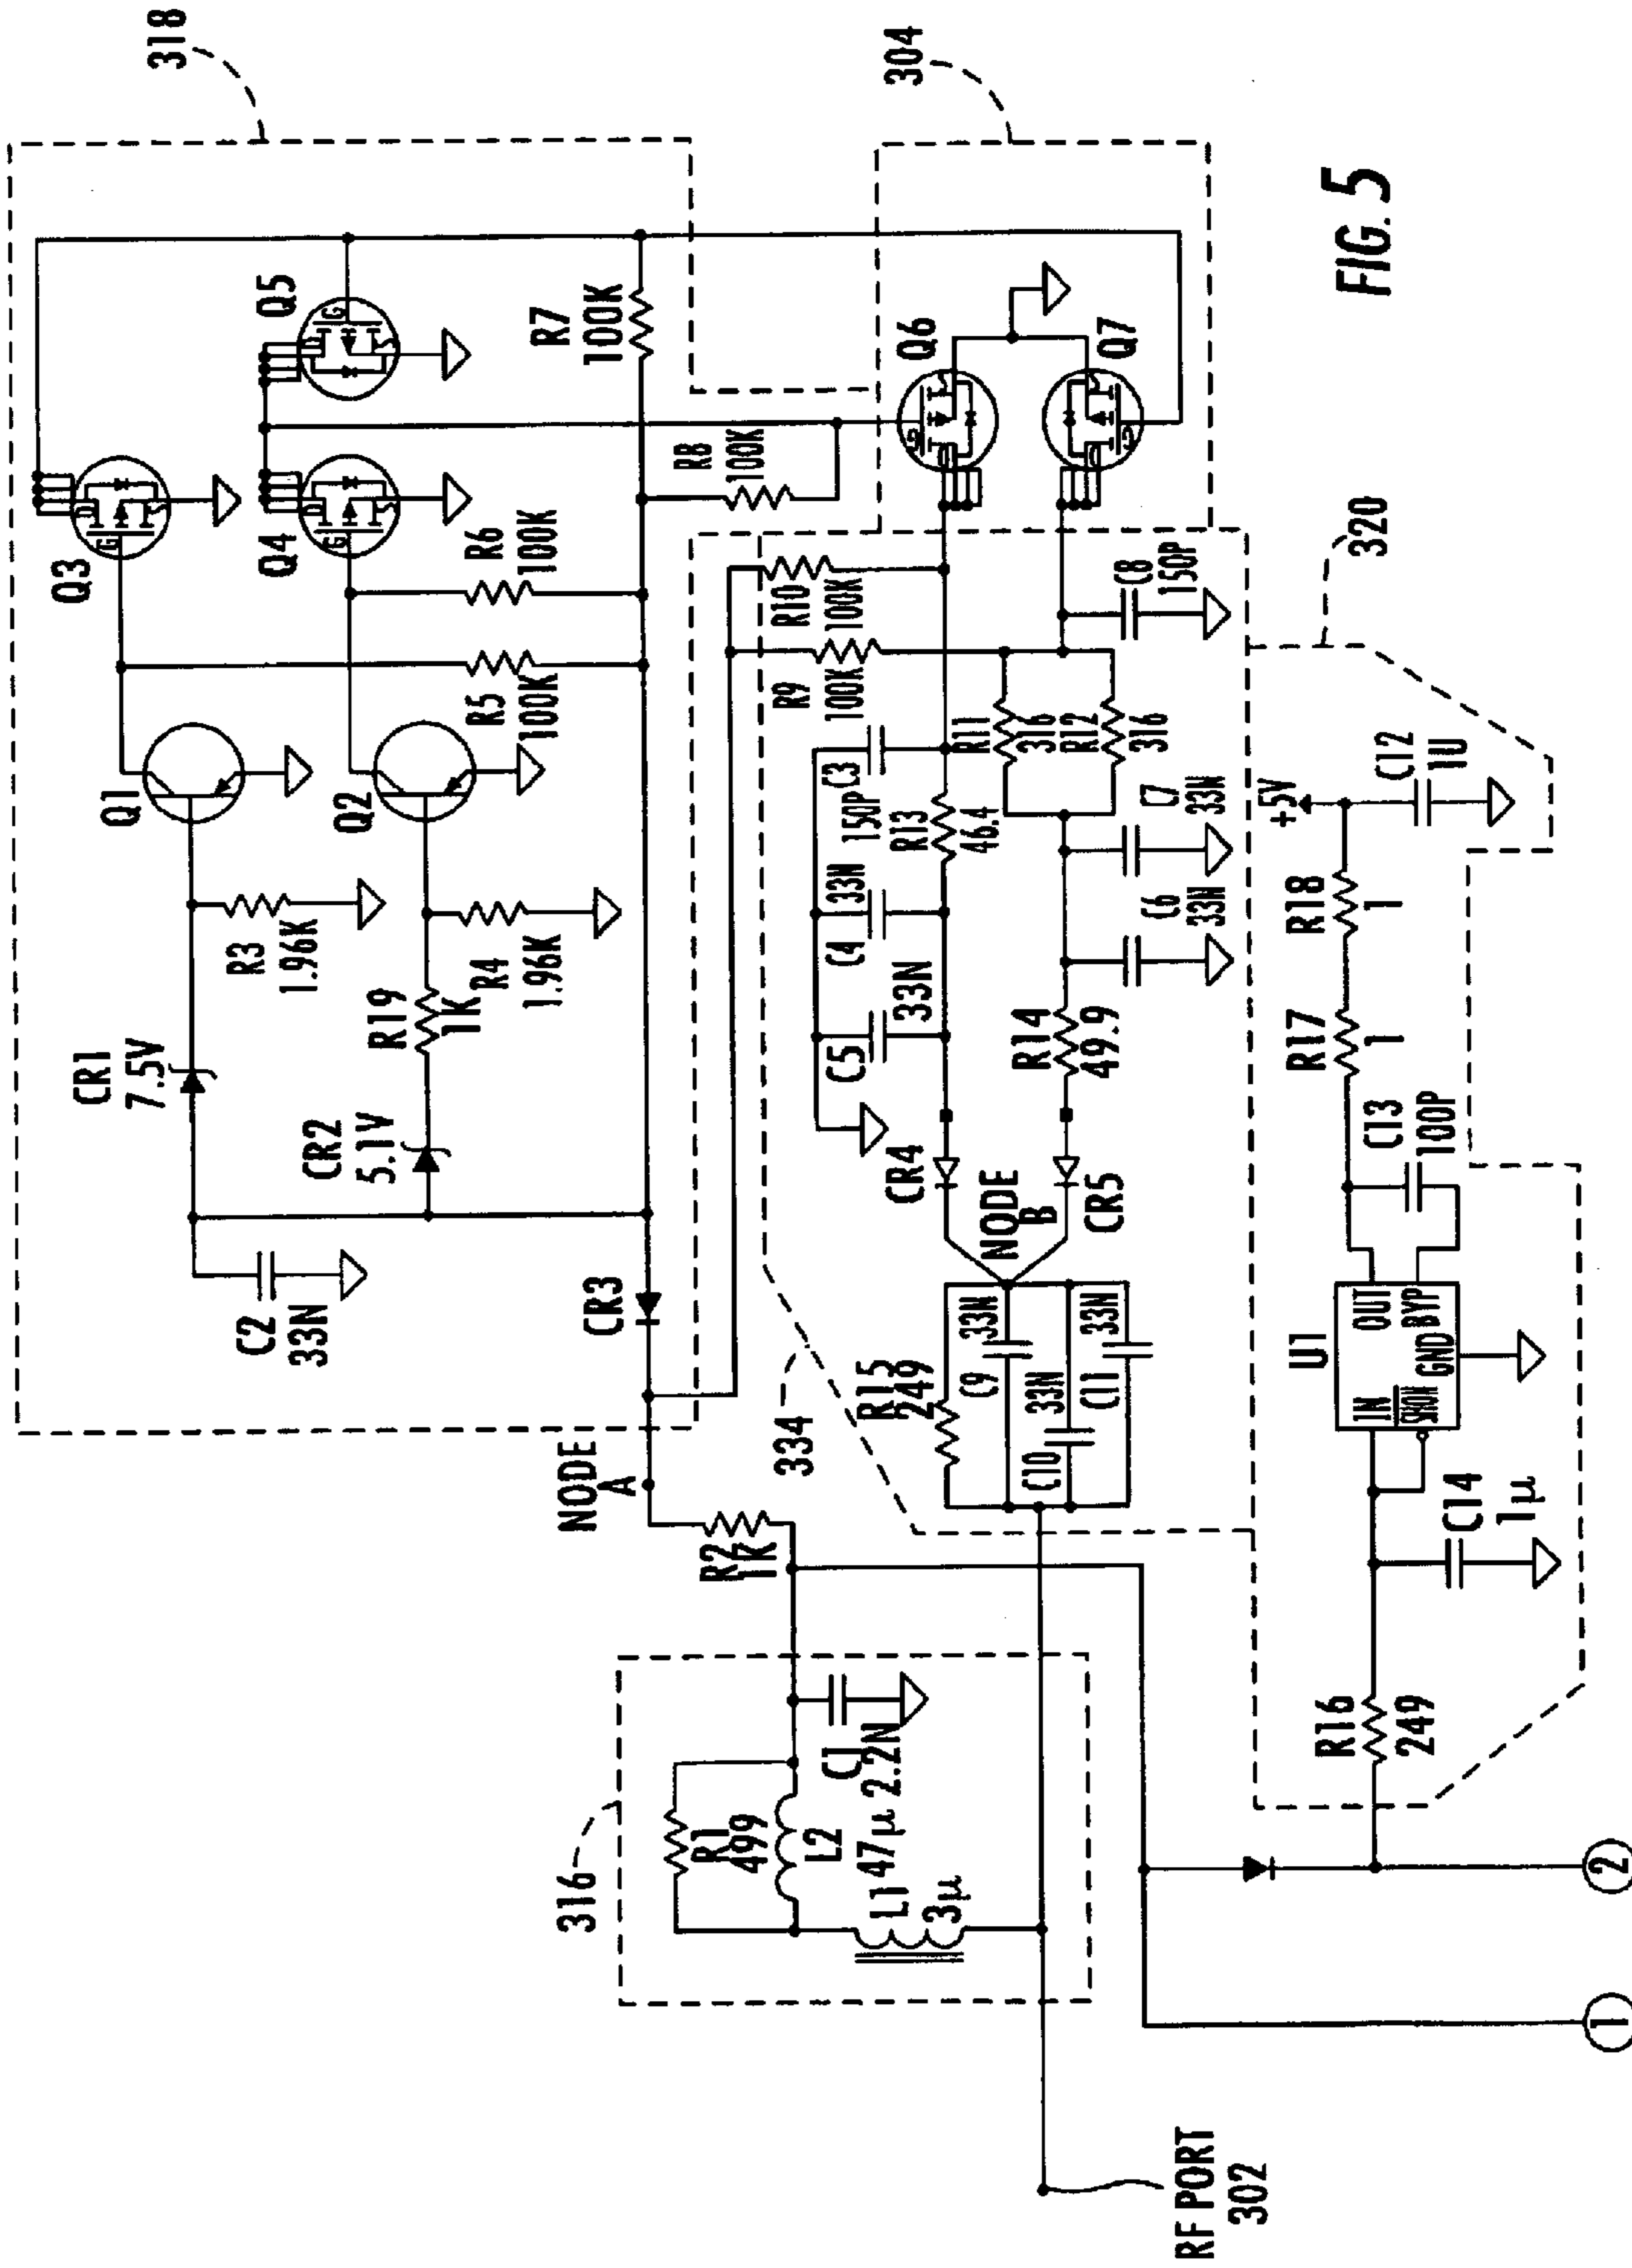 318
304
FIG. 5
Q3
Q5
Q4
G
G
G
Q1
Q2
R6
100K
R5
100K
R7
100K
R8
100K
Q6
G
Q7
G
CR1
7.5V
R3
1.96K
R19
1K
R4
1.96K
CR2
5.1V
C2
33N
CR3
R10
100K
R9
100K
C3
150P
R11
316
R12
316
C8
150P
320
C4
33N
R13
46.4
C5
33N
R14
49.9
C7
33N
C6
33N
CR4
NODE
B
CR5
334
R15
249
C9
33N
C10
33N
C11
33N
NODE
A
R2
1K
316
R1
499
L2
47μ
C1
2.2N
L1
3μ
+5V
C12
1U
R18
1
R17
1
C13
100P
U1
OUT
BYP
GND
IN
C14
1μ
R16
249
RF PORT
302
1
2